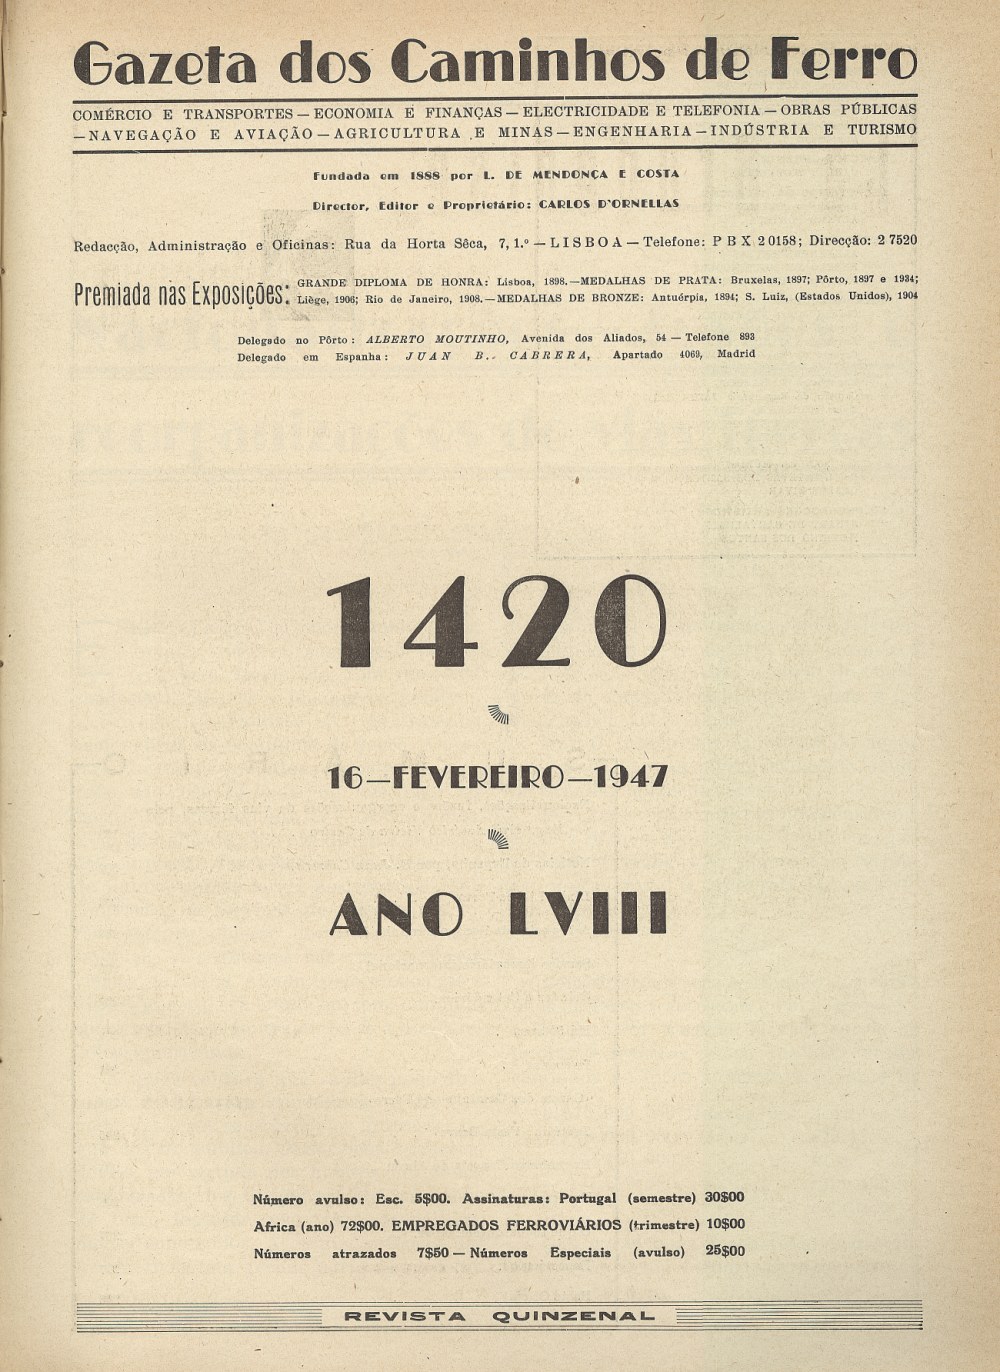 Gazeta dos Caminhos de Ferro
COMÉRCIO E TRANSPORTES — ECONOMIA E FINANÇAS — ELECTRICIDADE E TELEFONIA — OBRAS PÚBLICAS
— NAVEGAÇÃO E AVIAÇÃO — AGRICULTURA E MINAS — ENGENHARIA — INDÚSTRIA E TURISMO
Fundada em 1888 por L. DE MENDONÇA E COSTA
Director, Editor e Proprietário: CARLOS D'ORNELLAS
Redacção, Administração e Oficinas: Rua da Horta Sêca, 7, 1.º — LISBOA — Telefone: PBX 20158; Direcção: 27520
Premiada nas Exposições:
GRANDE DIPLOMA DE HONRA: Lisboa, 1898. — MEDALHAS DE PRATA: Bruxelas, 1897; Pôrto, 1897 e 1934;
Liège, 1906; Rio de Janeiro, 1908. — MEDALHAS DE BRONZE: Antuérpia, 1894; S. Luiz, (Estados Unidos), 1904
Delegado no Pôrto: ALBERTO MOUTINHO, Avenida dos Aliados, 54 — Telefone 893
Delegado em Espanha: JUAN B. CABRERA, Apartado 4069, Madrid
1420
16—FEVEREIRO—1947
ANO LVIII
Número avulso: Esc. 5$00. Assinaturas: Portugal (semestre) 30$00
Africa (ano) 72$00. EMPREGADOS FERROVIÁRIOS (trimestre) 10$00
Números atrazados 7$50 — Números Especiais (avulso) 25$00
REVISTA QUINZENAL